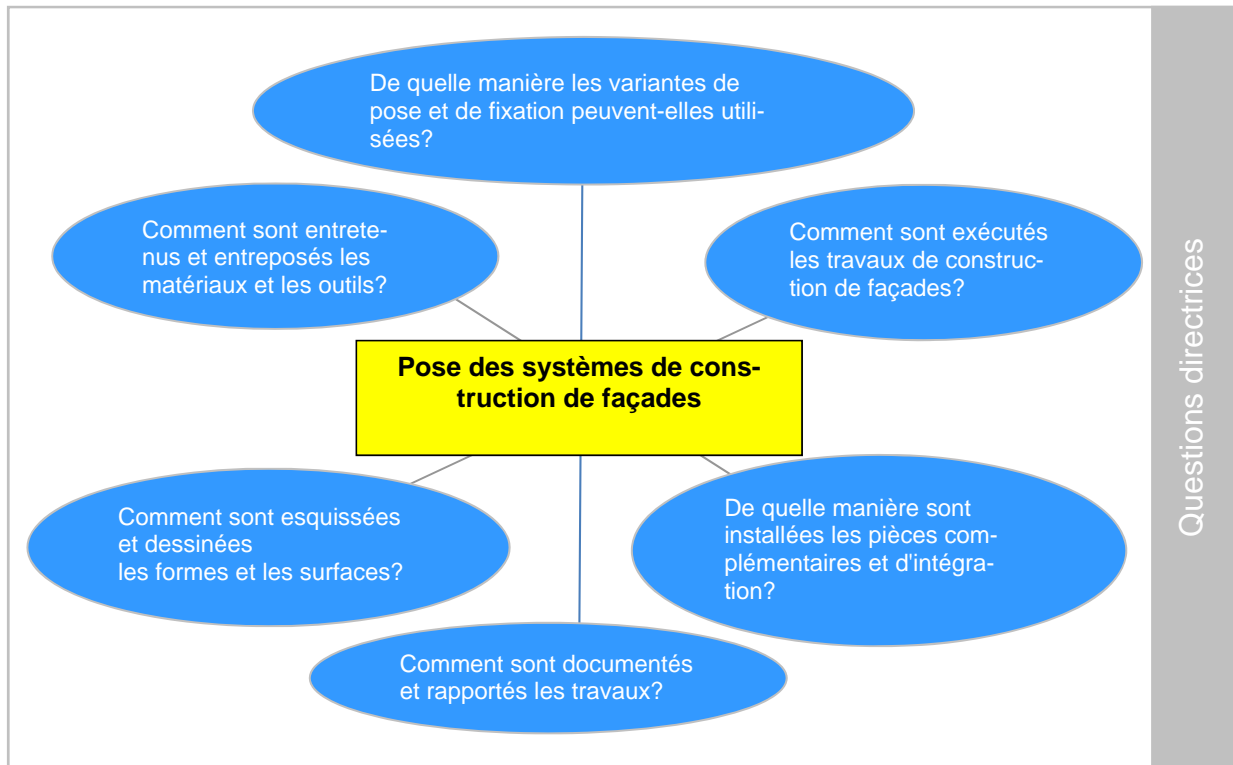 De quelle manière les variantes de
pose et de fixation peuvent-elles utili-
sées?
Comment sont entrete-
nus et entreposés les
matériaux et les outils?
Comment sont exécutés
les travaux de construc-
tion de façades?
Pose des systèmes de cons-
truction de façades
Comment sont esquissées
et dessinées
les formes et les surfaces?
De quelle manière sont
installées les pièces com-
plémentaires et d'intégra-
tion?
Comment sont documentés
et rapportés les travaux?
Questions directrices